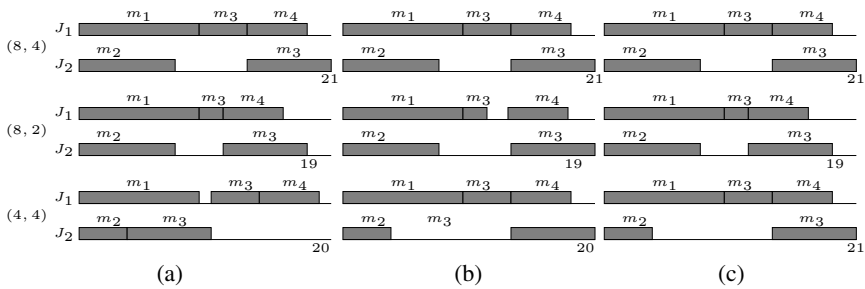 m1 m3 m4 m1 m3 m4 m1 m3 m4
(8, 4) J1 J2
m2 m3 m2 m3 m2 m3
21 21 21
m1 m3 m4 m1 m3 m4 m1 m3 m4
(8, 2) J1 J2
m2 m3 m2 m3 m2 m3
19 19 19
m1 m3 m4 m1 m3 m4 m1 m3 m4
(4, 4) J1 J2
m2 m3 m2 m3 m2 m3
20 20 21
(a) (b) (c)